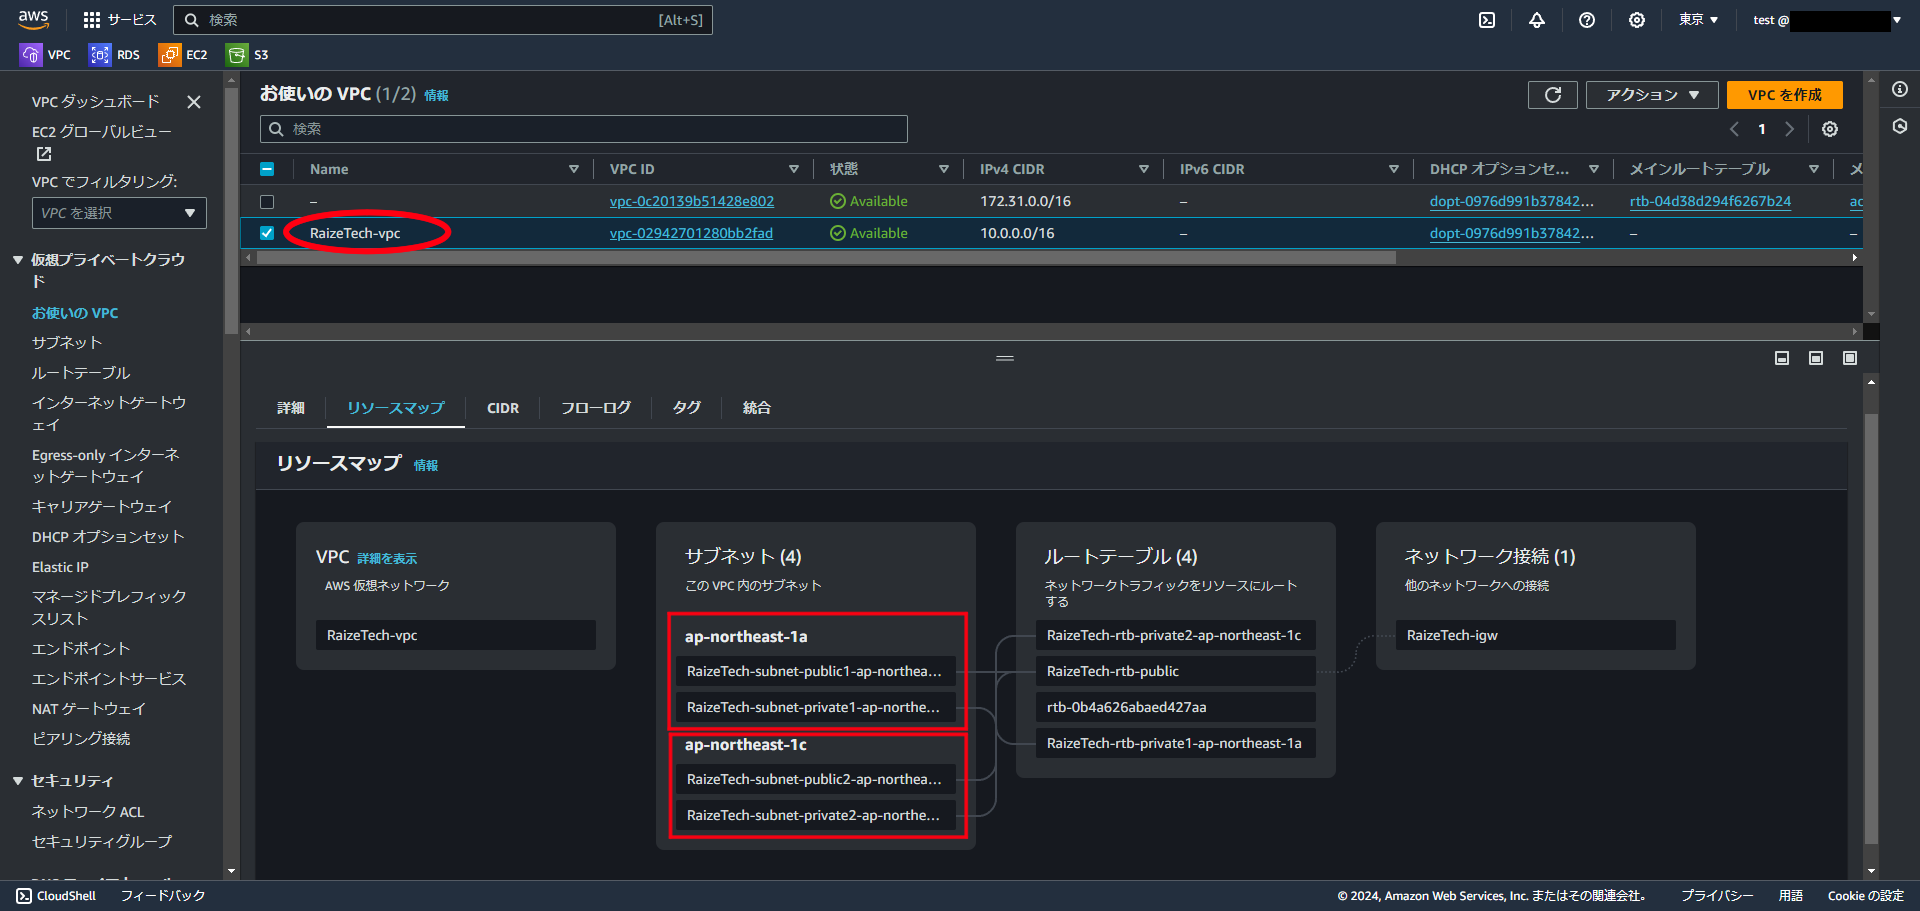 aws
サービス
検索
[Alt+S]
東京
test @
VPC
RDS
EC2
S3
VPC ダッシュボード
EC2 グローバルビュー
VPC でフィルタリング:
VPC を選択
仮想プライベートクラウ
ド
お使いの VPC
サブネット
ルートテーブル
インターネットゲートウ
ェイ
Egress-only インターネ
ットゲートウェイ
キャリアゲートウェイ
DHCP オプションセット
Elastic IP
マネージドプレフィック
スリスト
エンドポイント
エンドポイントサービス
NAT ゲートウェイ
ピアリング接続
セキュリティ
ネットワーク ACL
セキュリティグループ
お使いの VPC (1/2) 情報
アクション
VPC を作成
検索
1
Name
VPC ID
状態
IPv4 CIDR
IPv6 CIDR
DHCP オプションセ...
メインルートテーブル
メ
–
vpc-0c20139b51428e802
Available
172.31.0.0/16
–
dopt-0976d991b37842...
rtb-04d38d294f6267b24
ac
RaizeTech-vpc
vpc-02942701280bb2fad
Available
10.0.0.0/16
–
dopt-0976d991b37842...
–
–
詳細
リソースマップ
CIDR
フローログ
タグ
統合
リソースマップ 情報
VPC 詳細を表示
AWS 仮想ネットワーク
RaizeTech-vpc
サブネット (4)
この VPC 内のサブネット
ap-northeast-1a
RaizeTech-subnet-public1-ap-northea...
RaizeTech-subnet-private1-ap-northe...
ap-northeast-1c
RaizeTech-subnet-public2-ap-northea...
RaizeTech-subnet-private2-ap-northe...
ルートテーブル (4)
ネットワークトラフィックをリソースにルート
する
RaizeTech-rtb-private2-ap-northeast-1c
RaizeTech-rtb-public
rtb-0b4a626abaed427aa
RaizeTech-rtb-private1-ap-northeast-1a
ネットワーク接続 (1)
他のネットワークへの接続
RaizeTech-igw
CloudShell
フィードバック
© 2024, Amazon Web Services, Inc. またはその関連会社。
プライバシー
用語
Cookie の設定